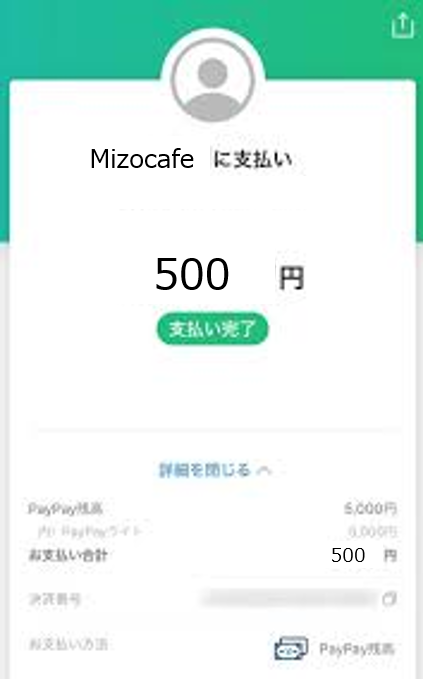 Mizocafe に支払い
500 円
支払い完了
詳細を閉じる
PayPay残高 5,000円
内）PayPayライト 5,000円
お支払い合計 500 円
決済番号
お支払い方法 PayPay残高